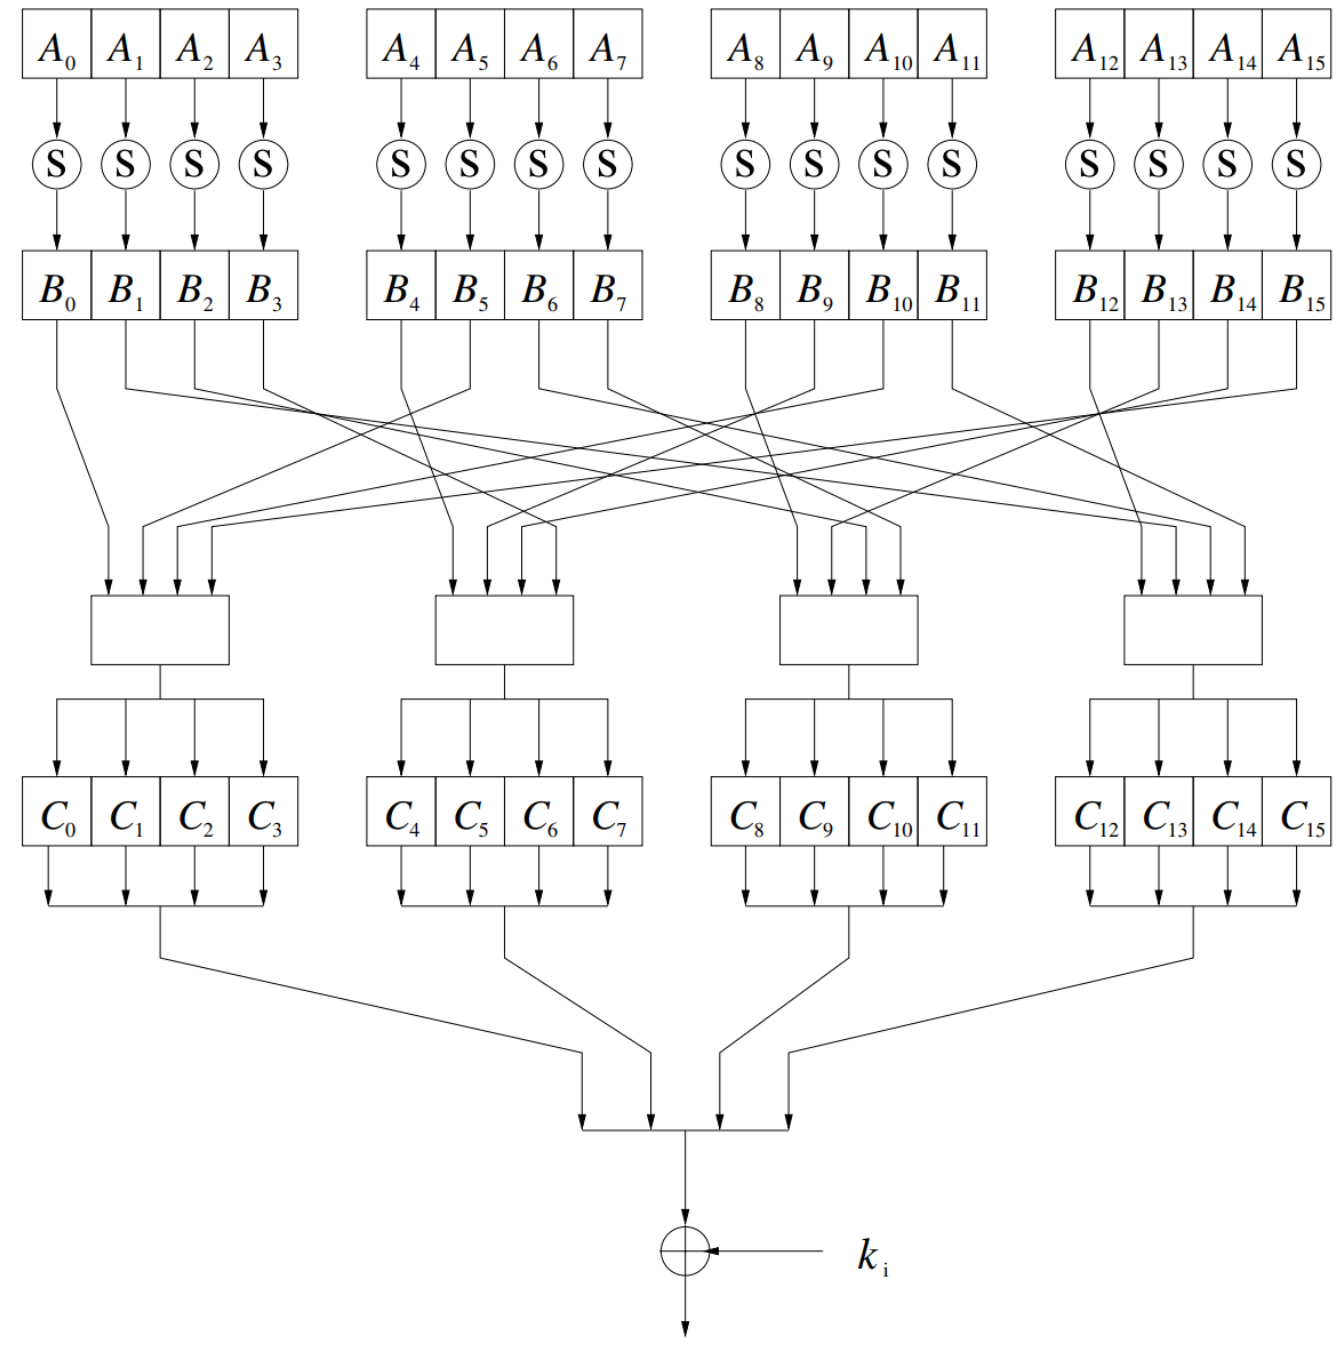 A₀ A₁ A₂ A₃ A₄ A₅ A₆ A₇ A₈ A₉ A₁₀ A₁₁ A₁₂ A₁₃ A₁₄ A₁₅
S S S S S S S S S S S S S S S S
B₀ B₁ B₂ B₃ B₄ B₅ B₆ B₇ B₈ B₉ B₁₀ B₁₁ B₁₂ B₁₃ B₁₄ B₁₅
C₀ C₁ C₂ C₃ C₄ C₅ C₆ C₇ C₈ C₉ C₁₀ C₁₁ C₁₂ C₁₃ C₁₄ C₁₅
kᵢ